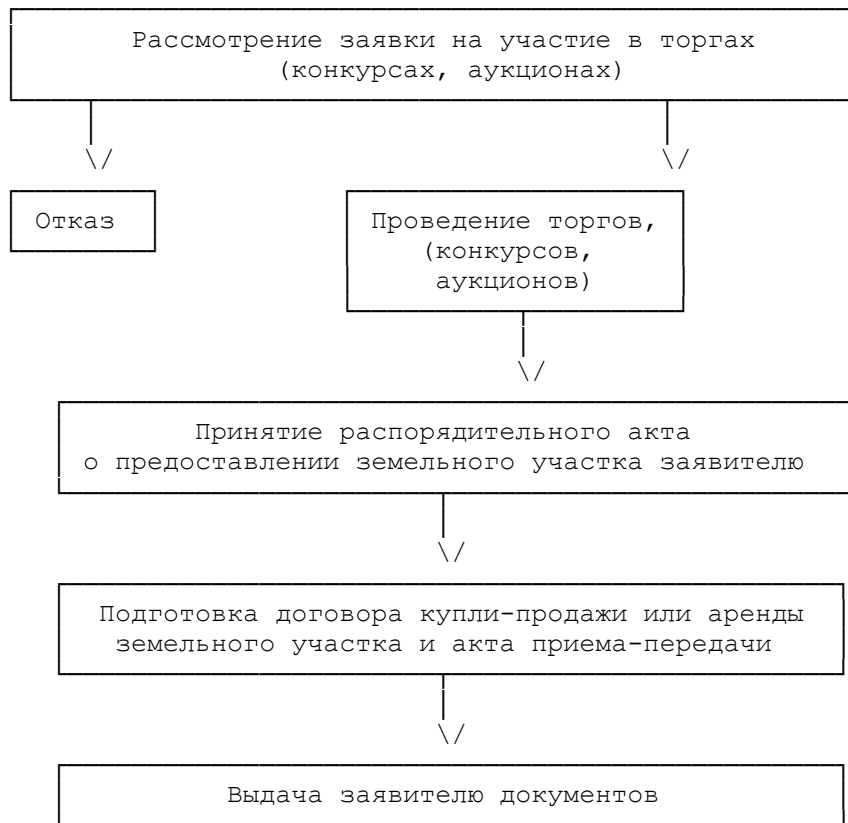 Рассмотрение заявки на участие в торгах
(конкурсах, аукционах)
Отказ
Проведение торгов,
(конкурсов,
аукционов)
Принятие распорядительного акта
о предоставлении земельного участка заявителю
Подготовка договора купли-продажи или аренды
земельного участка и акта приема-передачи
Выдача заявителю документов